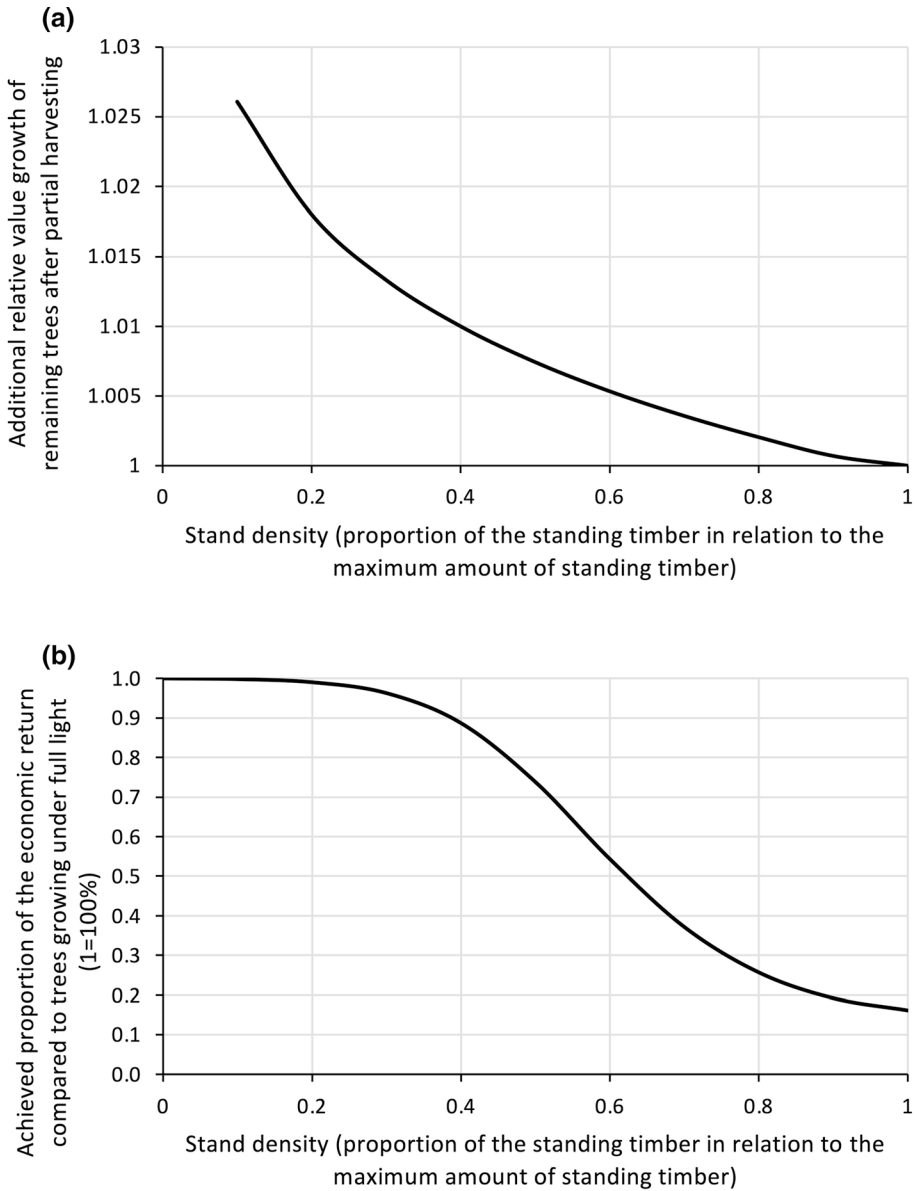 (a)
Additional relative value growth of
remaining trees after partial harvesting
1.03
1.025
1.02
1.015
1.01
1.005
1
0 0.2 0.4 0.6 0.8 1
Stand density (proportion of the standing timber in relation to the
maximum amount of standing timber)
(b)
Achieved proportion of the economic return
compared to trees growing under full light
(1=100%)
1.0
0.9
0.8
0.7
0.6
0.5
0.4
0.3
0.2
0.1
0.0
0 0.2 0.4 0.6 0.8 1
Stand density (proportion of the standing timber in relation to the
maximum amount of standing timber)